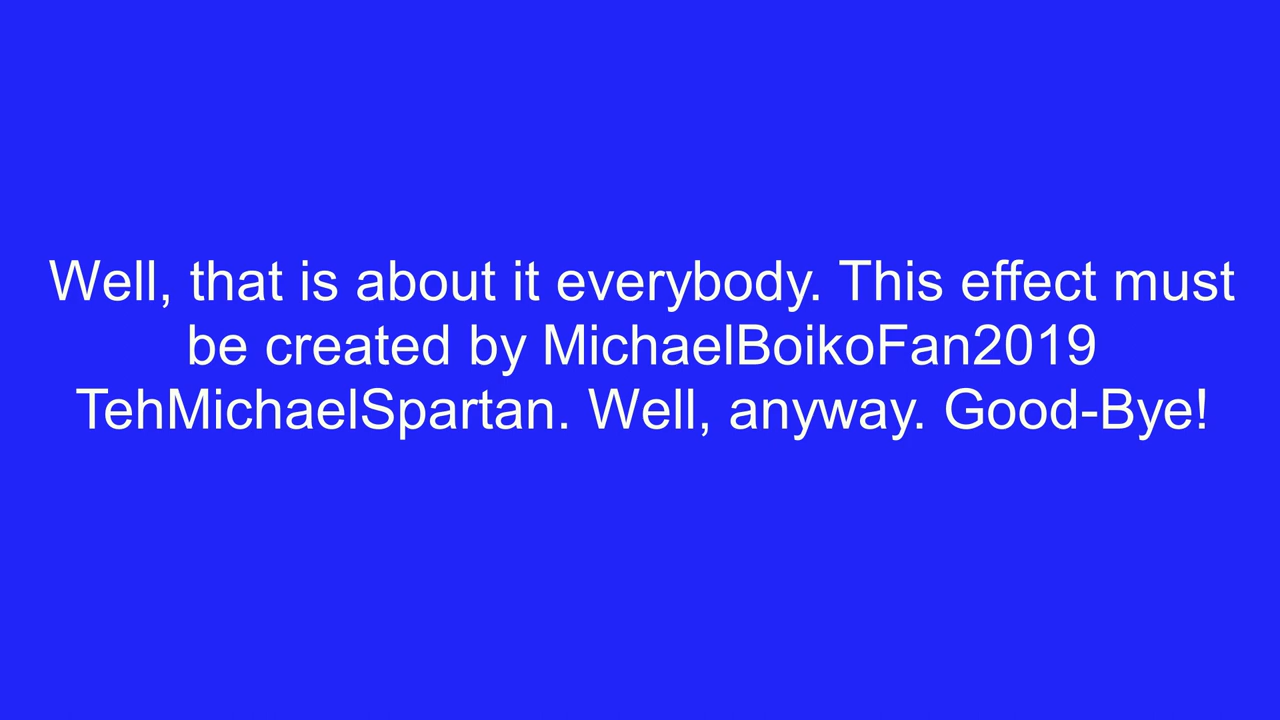 Well, that is about it everybody. This effect must
be created by MichaelBoikoFan2019
TehMichaelSpartan. Well, anyway. Good-Bye!